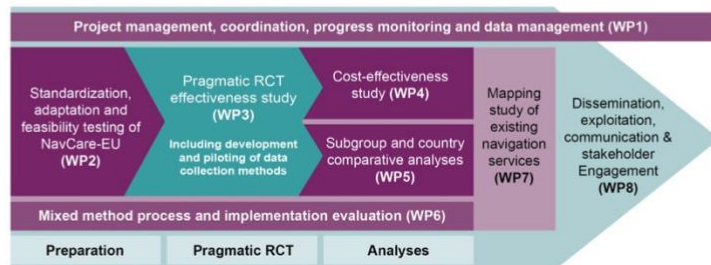 Project management, coordination, progress monitoring and data management (WP1)
Standardization,
adaptation and
feasibility testing of
NavCare-EU
(WP2)
Pragmatic RCT
effectiveness study
(WP3)
Including development
and piloting of data
collection methods
Cost-effectiveness
study (WP4)
Subgroup and country
comparative analyses
(WP5)
Mapping
study of
existing
navigation
services
(WP7)
Dissemination,
exploitation,
communication &
stakeholder
Engagement
(WP8)
Mixed method process and implementation evaluation (WP6)
Preparation
Pragmatic RCT
Analyses